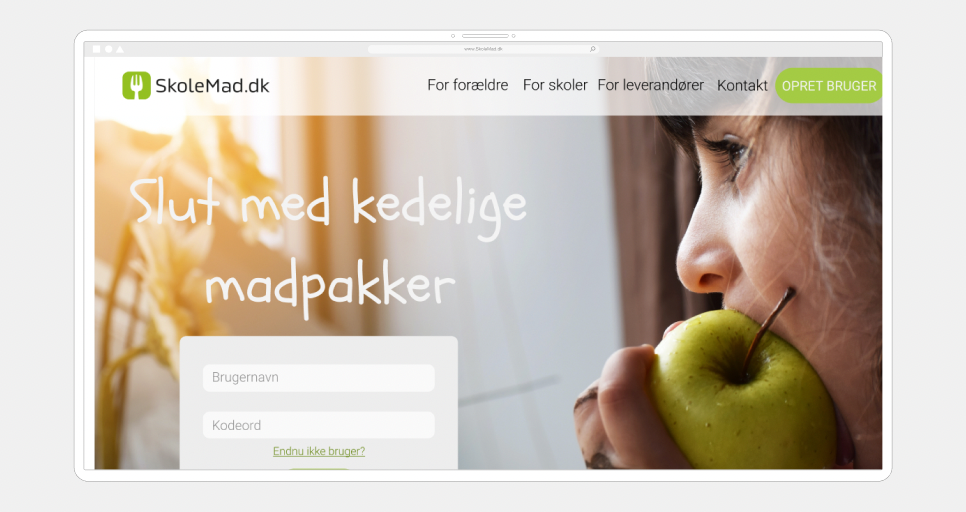 www.SkoleMad.dk
SkoleMad.dk
For forældre For skoler For leverandører Kontakt OPRET BRUGER
Slut med kedelige
madpakker
Brugernavn
Kodeord
Endnu ikke bruger?